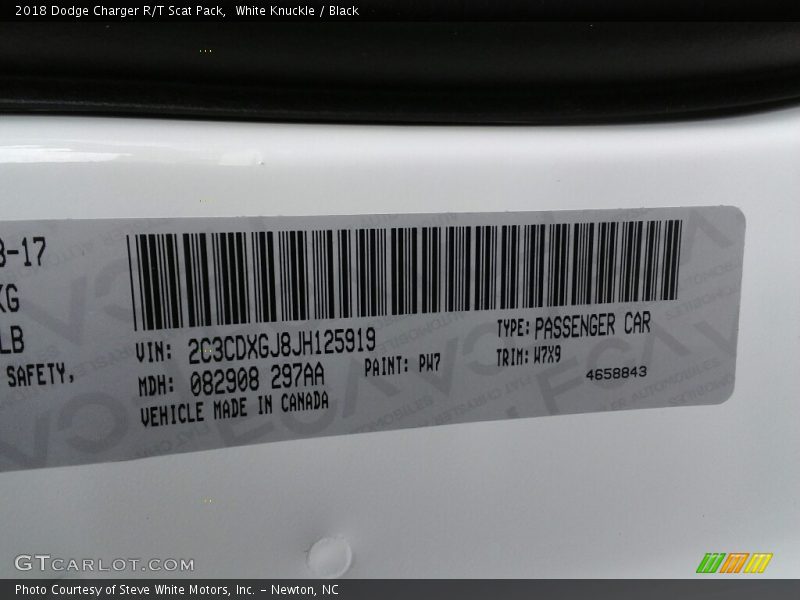 2018 Dodge Charger R/T Scat Pack, White Knuckle / Black
8-17
KG
LB
SAFETY,
VIN: 2C3CDXGJ8JH125919
TYPE: PASSENGER CAR
MDH: 082908 297AA
PAINT: PW7
TRIM: W7X9
VEHICLE MADE IN CANADA
4658843
GTCARLOT.COM
Photo Courtesy of Steve White Motors, Inc. – Newton, NC